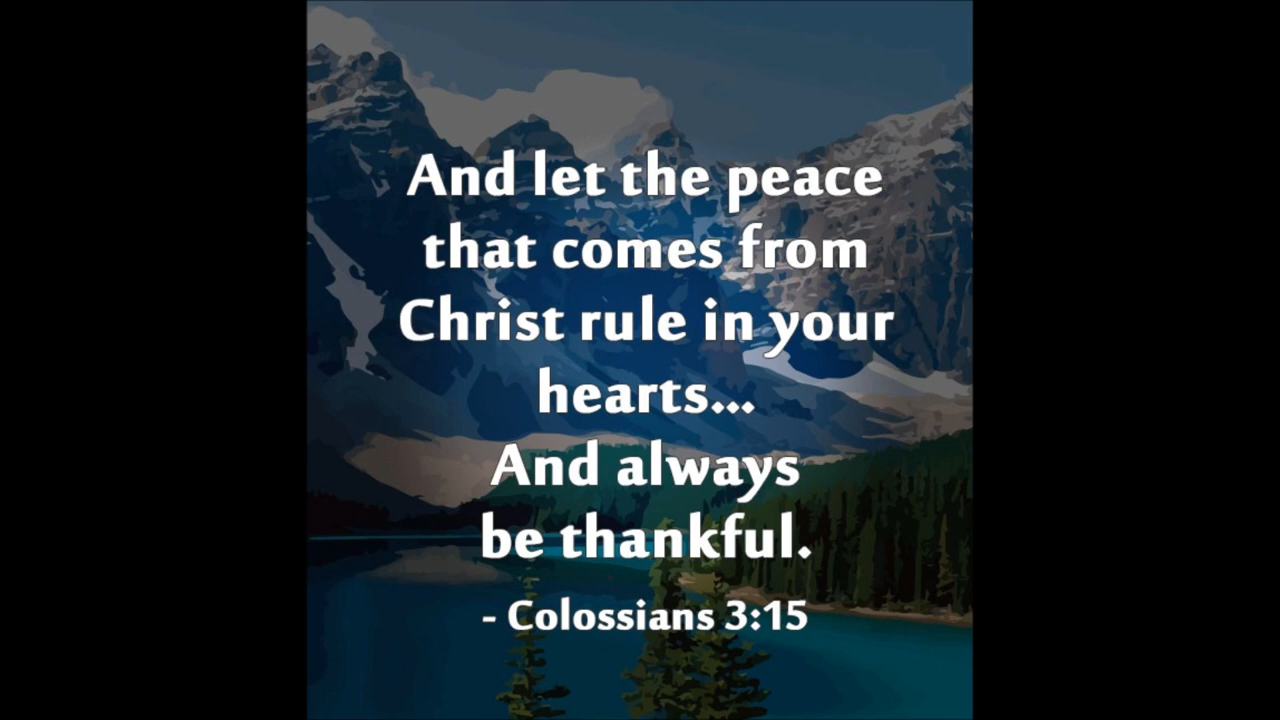 And let the peace
that comes from
Christ rule in your
hearts...
And always
be thankful.
- Colossians 3:15